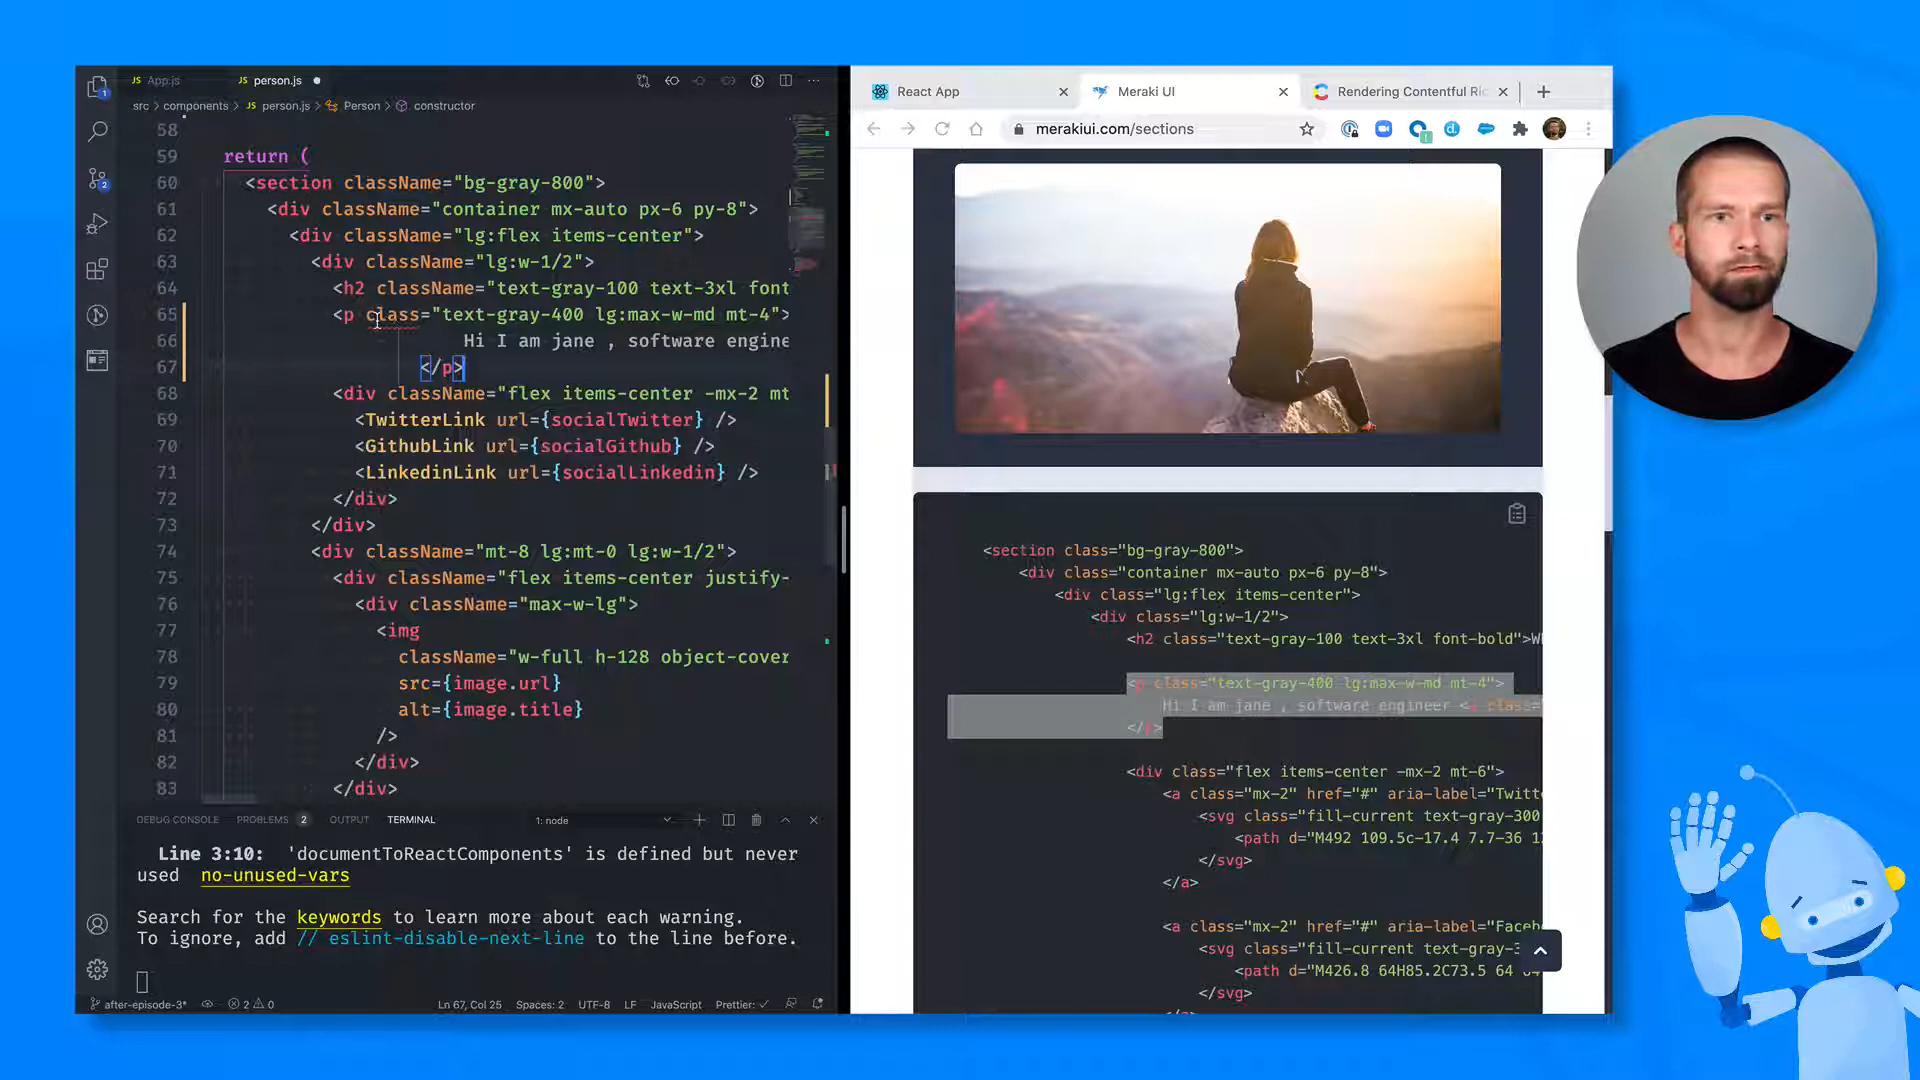 App.js
person.js
src > components > person.js > Person > constructor
58
59 return (
60 <section className="bg-gray-800">
61 <div className="container mx-auto px-6 py-8">
62 <div className="lg:flex items-center">
63 <div className="lg:w-1/2">
64 <h2 className="text-gray-100 text-3xl font
65 <p class="text-gray-400 lg:max-w-md mt-4">
66 Hi I am jane , software engine
67 </p>
68 <div className="flex items-center -mx-2 mt
69 <TwitterLink url={socialTwitter} />
70 <GithubLink url={socialGithub} />
71 <LinkedinLink url={socialLinkedin} />
72 </div>
73 </div>
74 <div className="mt-8 lg:mt-0 lg:w-1/2">
75 <div className="flex items-center justify-
76 <div className="max-w-lg">
77 <img
78 className="w-full h-128 object-cover
79 src={image.url}
80 alt={image.title}
81 />
82 </div>
83 </div>
DEBUG CONSOLE PROBLEMS 2 OUTPUT TERMINAL 1: node
Line 3:10: 'documentToReactComponents' is defined but never
used no-unused-vars
Search for the keywords to learn more about each warning.
To ignore, add // eslint-disable-next-line to the line before.
after-episode-3* 2 0 Ln 67, Col 25 Spaces: 2 UTF-8 LF JavaScript Prettier:
React App
Meraki UI
Rendering Contentful Ric
merakiui.com/sections
<section class="bg-gray-800">
<div class="container mx-auto px-6 py-8">
<div class="lg:flex items-center">
<div class="lg:w-1/2">
<h2 class="text-gray-100 text-3xl font-bold">W
<p class="text-gray-400 lg:max-w-md mt-4">
Hi I am jane , software engineer <a class="
</p>
<div class="flex items-center -mx-2 mt-6">
<a class="mx-2" href="#" aria-label="Twitt
<svg class="fill-current text-gray-300
<path d="M492 109.5c-17.4 7.7-36 1
</svg>
</a>
<a class="mx-2" href="#" aria-label="Faceb
<svg class="fill-current text-gray-3
<path d="M426.8 64H85.2C73.5 64 64
</svg>